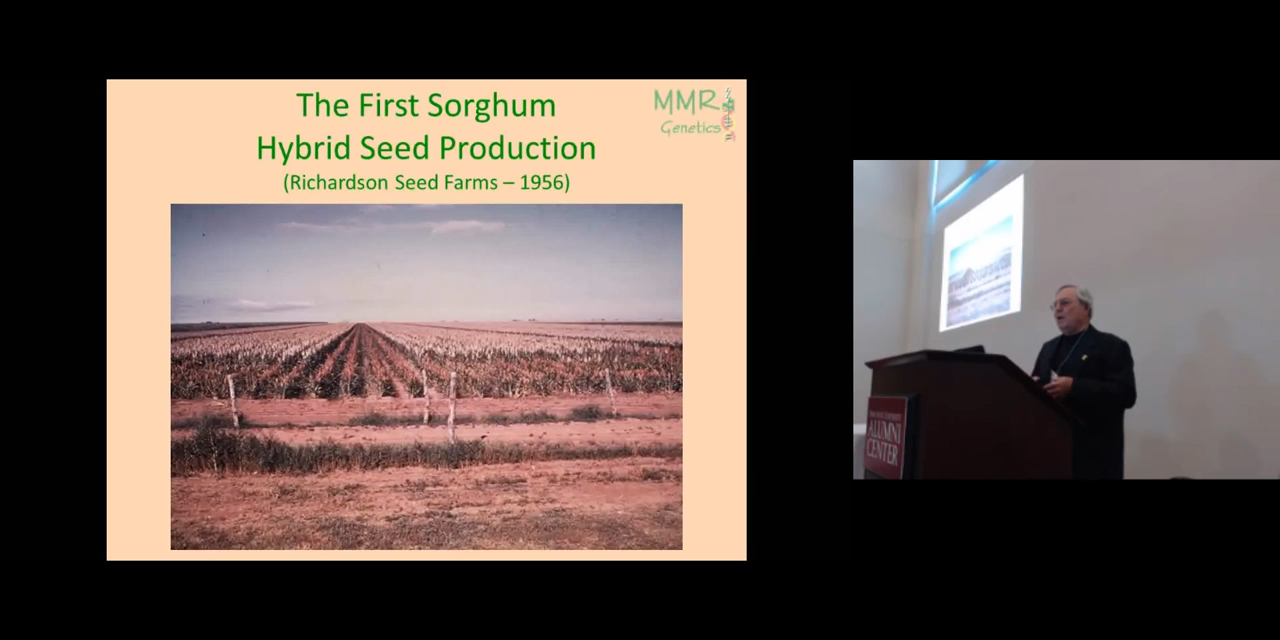 The First Sorghum
Hybrid Seed Production
(Richardson Seed Farms – 1956)
MMR
Genetics
ALUMNI
CENTER